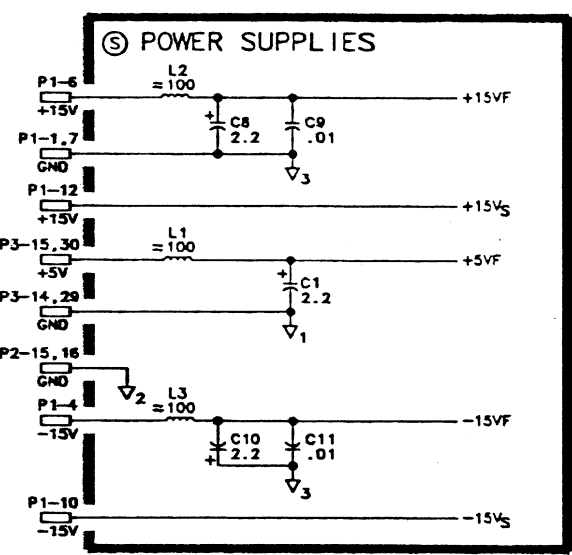 Ⓢ POWER SUPPLIES
L2
P1-6
≈100
+15V
+15VF
+
C8
2.2
C9
.01
P1-1,7
GND
3
P1-12
+15V
+15VS
L1
P3-15,30
≈100
+5V
+5VF
+
C1
2.2
P3-14,29
GND
1
P2-15,16
GND
2
L3
P1-4
≈100
-15V
-15VF
C10
2.2
+
C11
.01
3
P1-10
-15V
-15VS